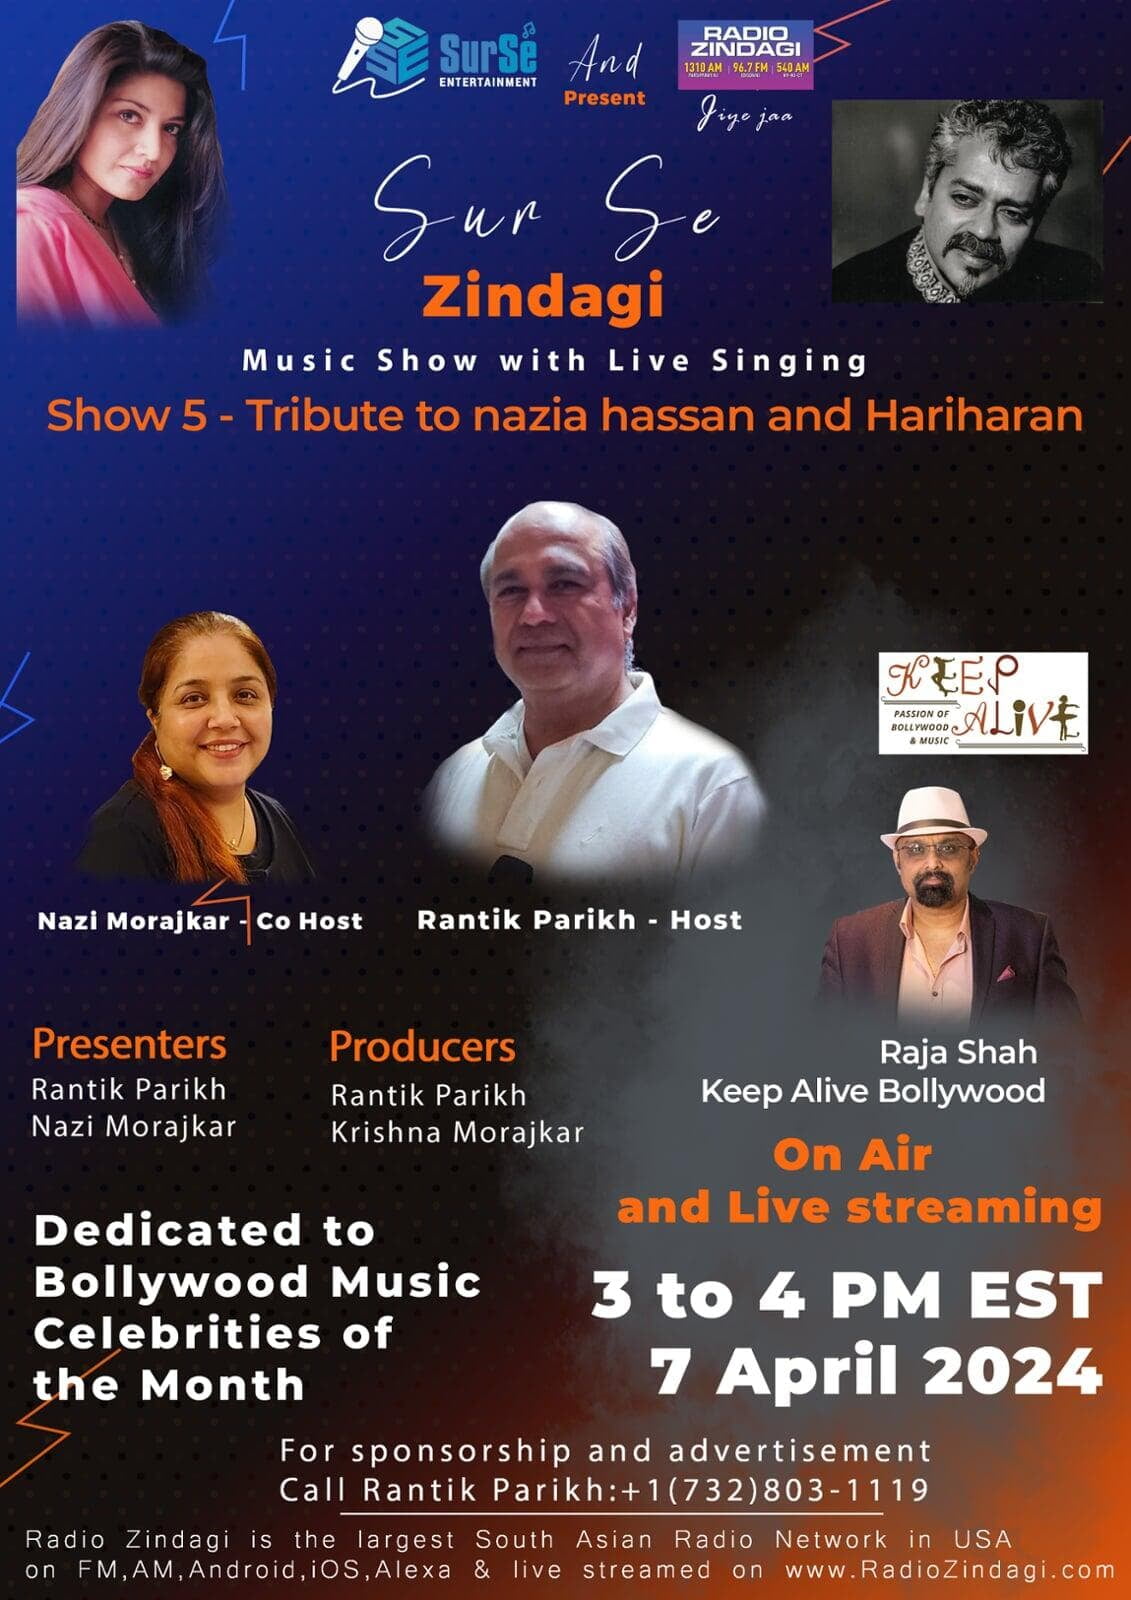 SurSe
ENTERTAINMENT
And
Present
RADIO
ZINDAGI
1310 AM | 96.7 FM | 540 AM
Jiye jaa
Sur Se
Zindagi
Music Show with Live Singing
Show 5 - Tribute to nazia hassan and Hariharan
KEEP
PASSION OF
BOLLYWOOD
& MUSIC
ALIVE
Nazi Morajkar - Co Host
Rantik Parikh - Host
Presenters
Rantik Parikh
Nazi Morajkar
Producers
Rantik Parikh
Krishna Morajkar
Raja Shah
Keep Alive Bollywood
On Air
and Live streaming
Dedicated to
Bollywood Music
Celebrities of
the Month
3 to 4 PM EST
7 April 2024
For sponsorship and advertisement
Call Rantik Parikh:+1(732)803-1119
Radio Zindagi is the largest South Asian Radio Network in USA
on FM,AM,Android,iOS,Alexa & live streamed on www.RadioZindagi.com